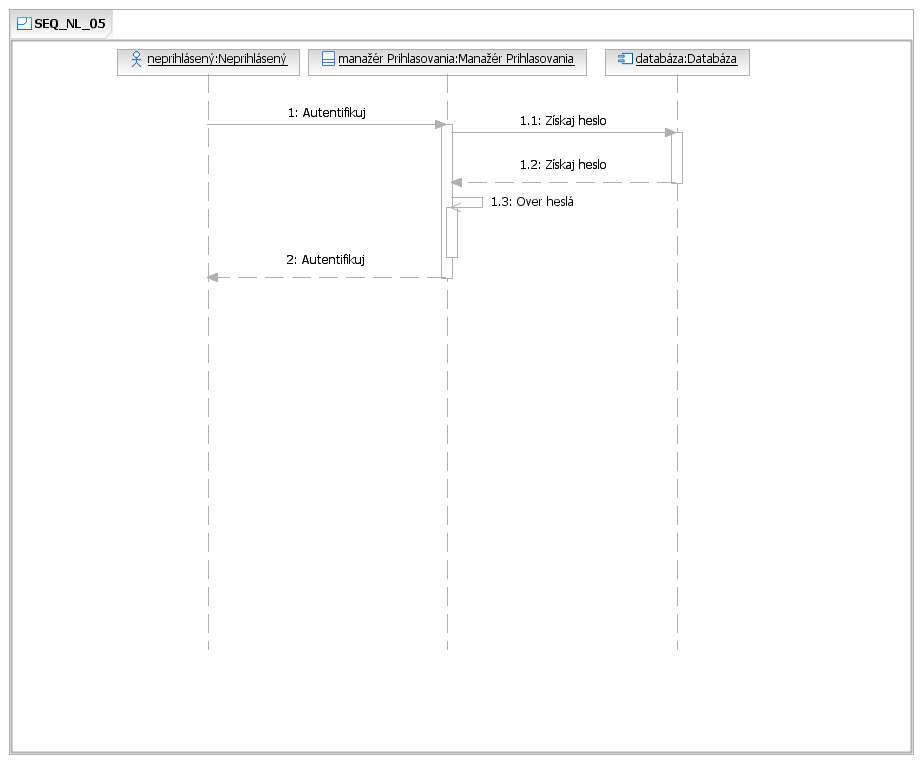 SEQ_NL_05
neprihlásený:Neprihlásený
manažér Prihlasovania:Manažér Prihlasovania
databáza:Databáza
1: Autentifikuj
1.1: Získaj heslo
1.2: Získaj heslo
1.3: Over heslá
2: Autentifikuj